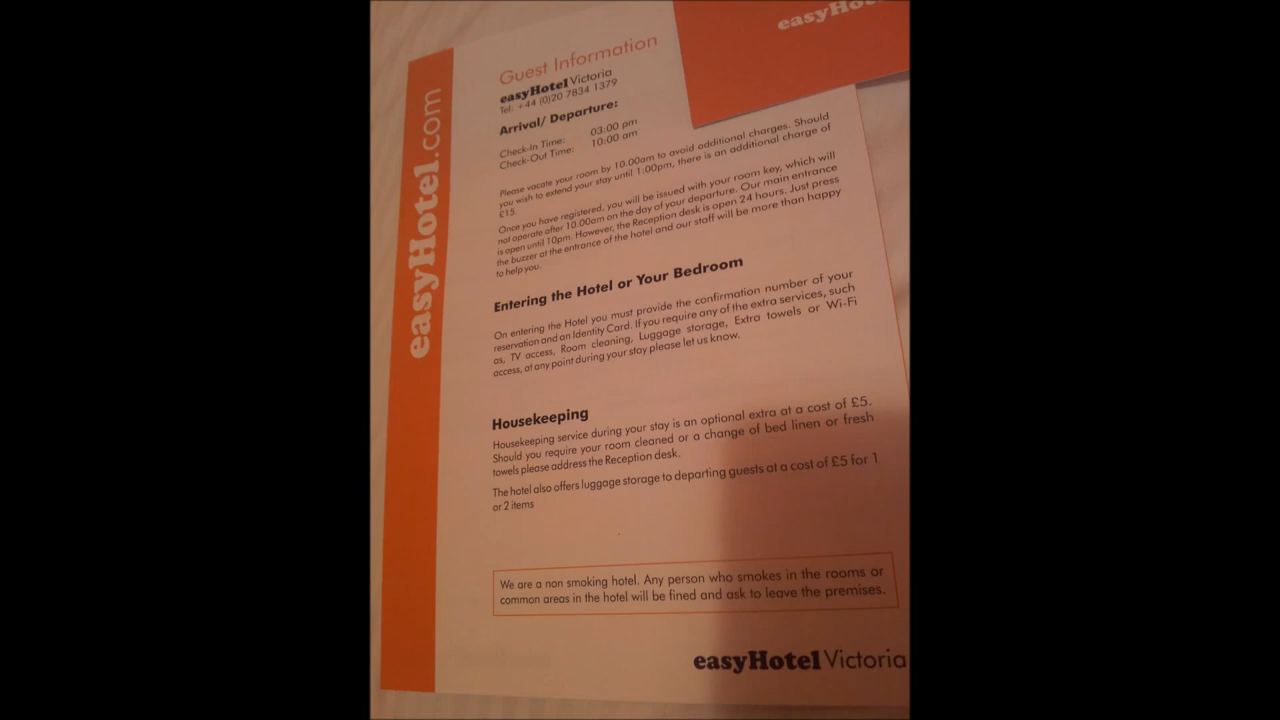 easyHotel.com
easyHo
Guest Information
easyHotel Victoria
Tel: +44 (0)20 7834 1379
Arrival/ Departure:
Check-In Time: 03:00 pm
Check-Out Time: 10:00 am
Please vacate your room by 10.00am to avoid additional charges. Should
you wish to extend your stay until 1:00pm, there is an additional charge of
£15.
Once you have registered, you will be issued with your room key, which will
not operate after 10.00am on the day of your departure. Our main entrance
is open until 10pm. However, the Reception desk is open 24 hours. Just press
the buzzer at the entrance of the hotel and our staff will be more than happy
to help you.
Entering the Hotel or Your Bedroom
On entering the Hotel you must provide the confirmation number of your
reservation and an Identity Card. If you require any of the extra services, such
as, TV access, Room cleaning, Luggage storage, Extra towels or Wi-Fi
access, at any point during your stay please let us know.
Housekeeping
Housekeeping service during your stay is an optional extra at a cost of £5.
Should you require your room cleaned or a change of bed linen or fresh
towels please address the Reception desk.
The hotel also offers luggage storage to departing guests at a cost of £5 for 1
or 2 items
We are a non smoking hotel. Any person who smokes in the rooms or
common areas in the hotel will be fined and ask to leave the premises.
easyHotel Victoria